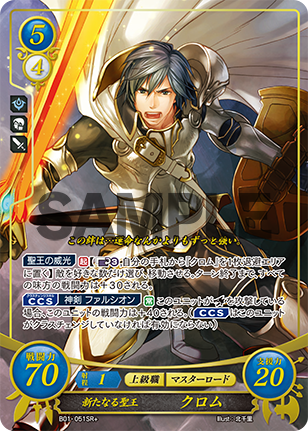 5
4
SAMPLE
この絆は…運命なんかよりもずっと強い。
聖王の威光 起 [3,自分の手札から「クロム」を1枚退避エリア
に置く] 敵を好きな数だけ選び、移動させる。ターン終了まで、すべて
の味方の戦闘力は+30される。
CCS 神剣 ファルシオン 常 このユニットが を攻撃している
場合、このユニットの戦闘力は+40される。(CCSはこのユニット
がクラスチェンジしていなければ有効にならない)
戦闘力
70
射程 1 上級職 マスターロード
支援力
20
新たなる聖王 クロム
B01-051SR+
Illust:北千里